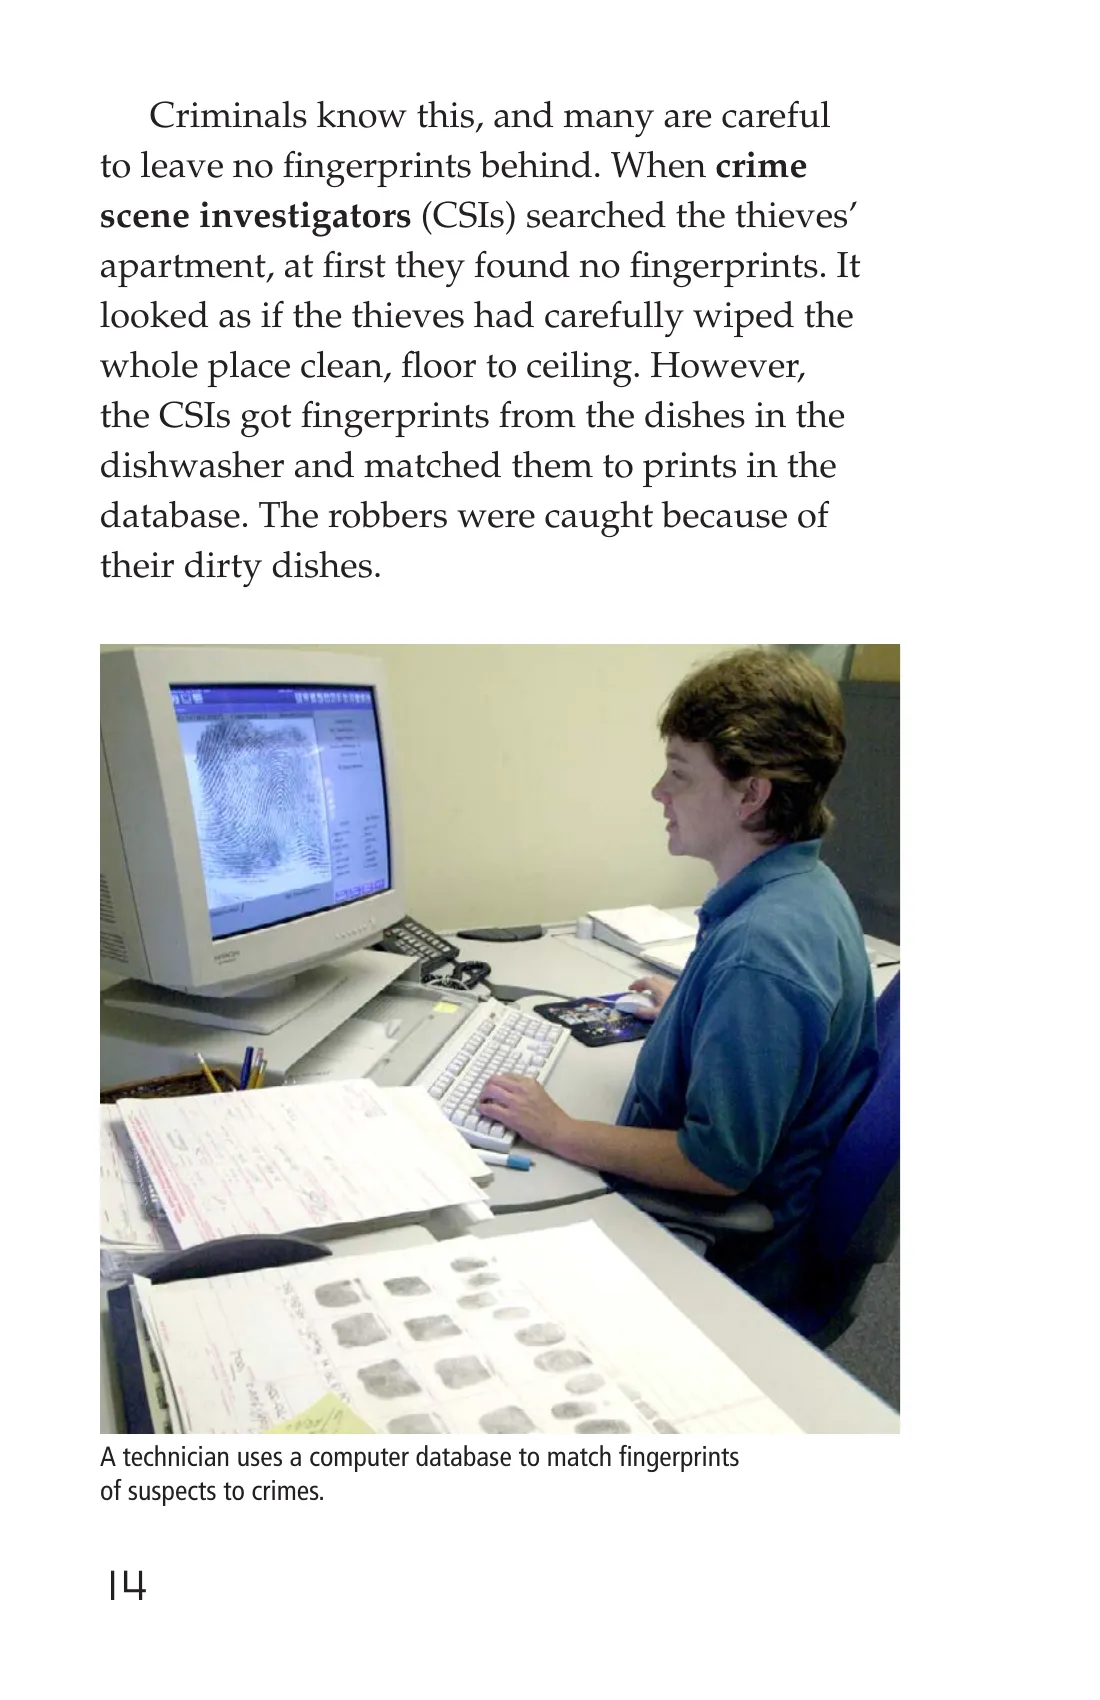 Criminals know this, and many are careful
to leave no fingerprints behind. When crime
scene investigators (CSIs) searched the thieves’
apartment, at first they found no fingerprints. It
looked as if the thieves had carefully wiped the
whole place clean, floor to ceiling. However,
the CSIs got fingerprints from the dishes in the
dishwasher and matched them to prints in the
database. The robbers were caught because of
their dirty dishes.
HITACHI
A technician uses a computer database to match fingerprints
of suspects to crimes.
14